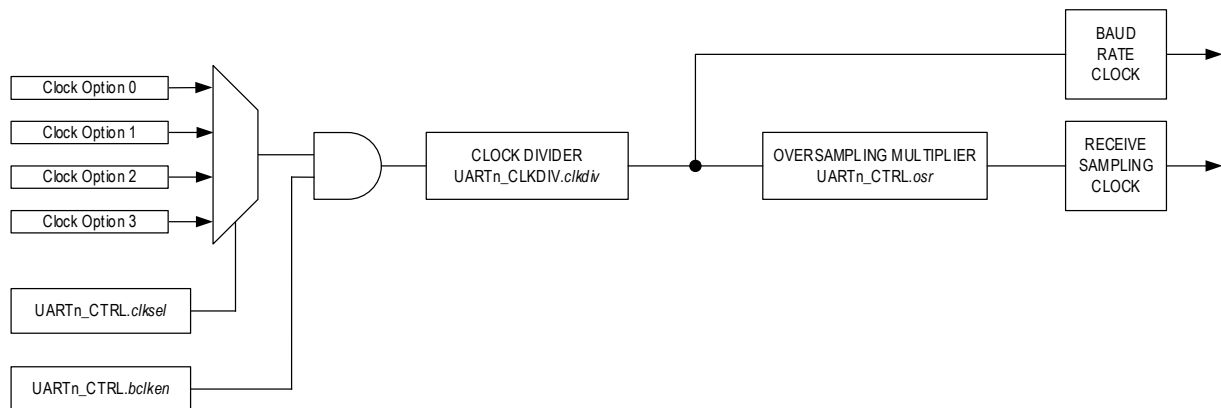 Clock Option 0
Clock Option 1
Clock Option 2
Clock Option 3
UARTn_CTRL.clksel
UARTn_CTRL.bclken
CLOCK DIVIDER
UARTn_CLKDIV.clkdiv
OVERSAMPLING MULTIPLIER
UARTn_CTRL.osr
BAUD
RATE
CLOCK
RECEIVE
SAMPLING
CLOCK